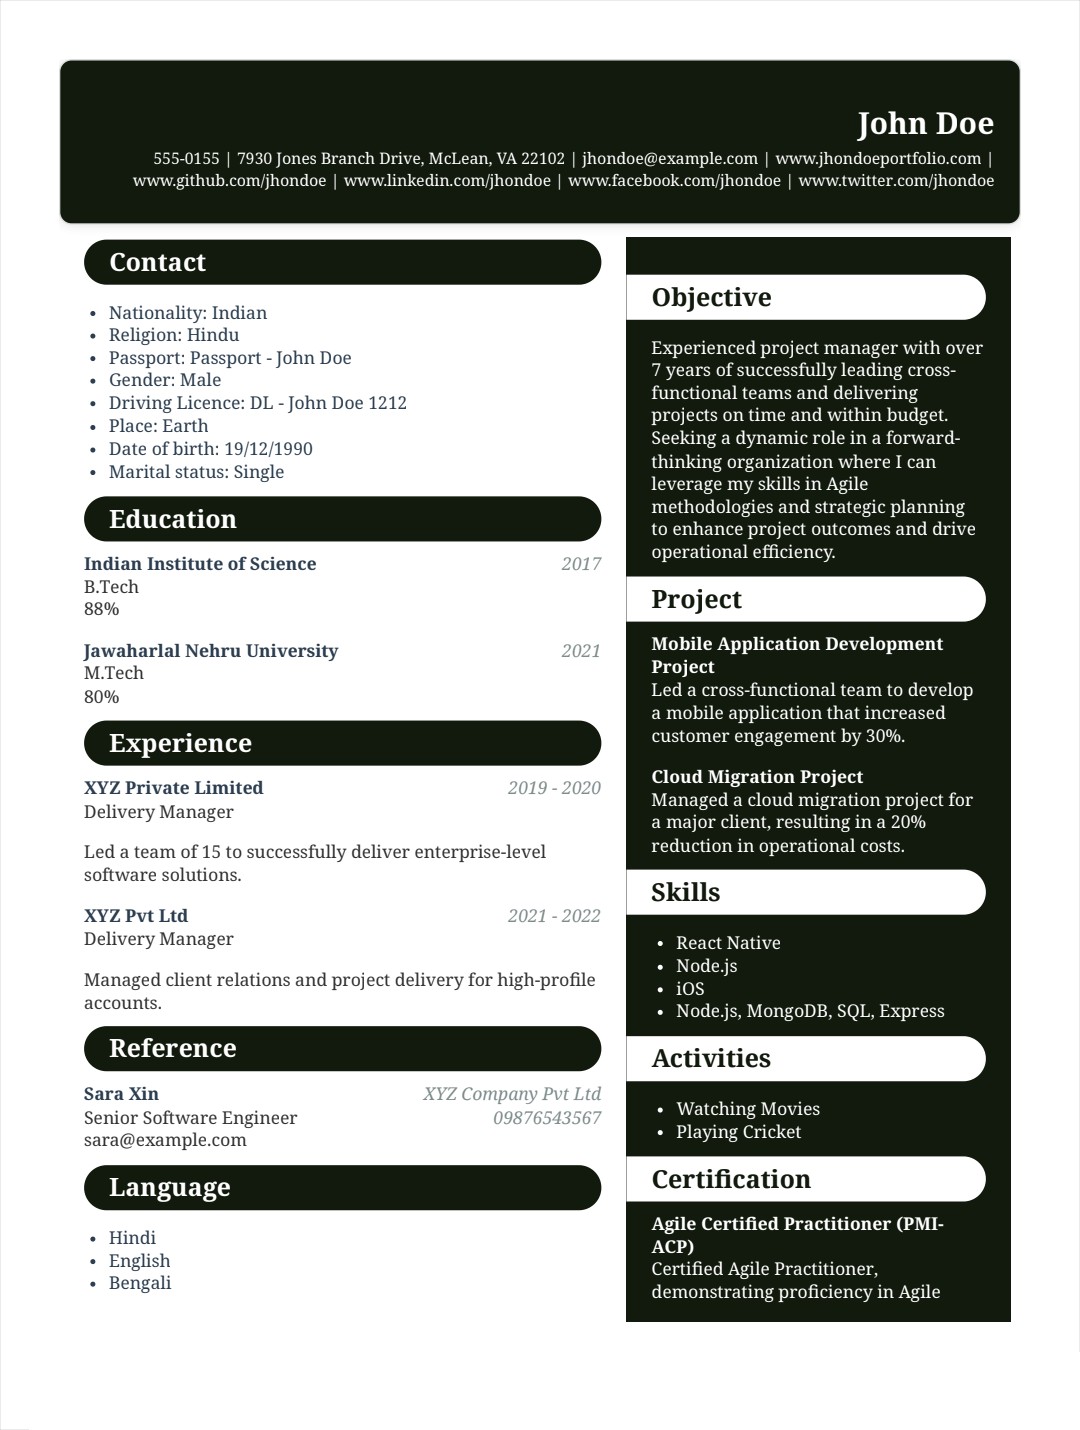 John Doe
555-0155 | 7930 Jones Branch Drive, McLean, VA 22102 | jhondoe@example.com | www.jhondoeportfolio.com |
www.github.com/jhondoe | www.linkedin.com/jhondoe | www.facebook.com/jhondoe | www.twitter.com/jhondoe
Contact
• Nationality: Indian
• Religion: Hindu
• Passport: Passport - John Doe
• Gender: Male
• Driving Licence: DL - John Doe 1212
• Place: Earth
• Date of birth: 19/12/1990
• Marital status: Single
Education
Indian Institute of Science 2017
B.Tech
88%
Jawaharlal Nehru University 2021
M.Tech
80%
Experience
XYZ Private Limited 2019 - 2020
Delivery Manager
Led a team of 15 to successfully deliver enterprise-level
software solutions.
XYZ Pvt Ltd 2021 - 2022
Delivery Manager
Managed client relations and project delivery for high-profile
accounts.
Reference
Sara Xin XYZ Company Pvt Ltd
Senior Software Engineer 09876543567
sara@example.com
Language
• Hindi
• English
• Bengali
Objective
Experienced project manager with over
7 years of successfully leading cross-
functional teams and delivering
projects on time and within budget.
Seeking a dynamic role in a forward-
thinking organization where I can
leverage my skills in Agile
methodologies and strategic planning
to enhance project outcomes and drive
operational efficiency.
Project
Mobile Application Development
Project
Led a cross-functional team to develop
a mobile application that increased
customer engagement by 30%.
Cloud Migration Project
Managed a cloud migration project for
a major client, resulting in a 20%
reduction in operational costs.
Skills
• React Native
• Node.js
• iOS
• Node.js, MongoDB, SQL, Express
Activities
• Watching Movies
• Playing Cricket
Certification
Agile Certified Practitioner (PMI-
ACP)
Certified Agile Practitioner,
demonstrating proficiency in Agile